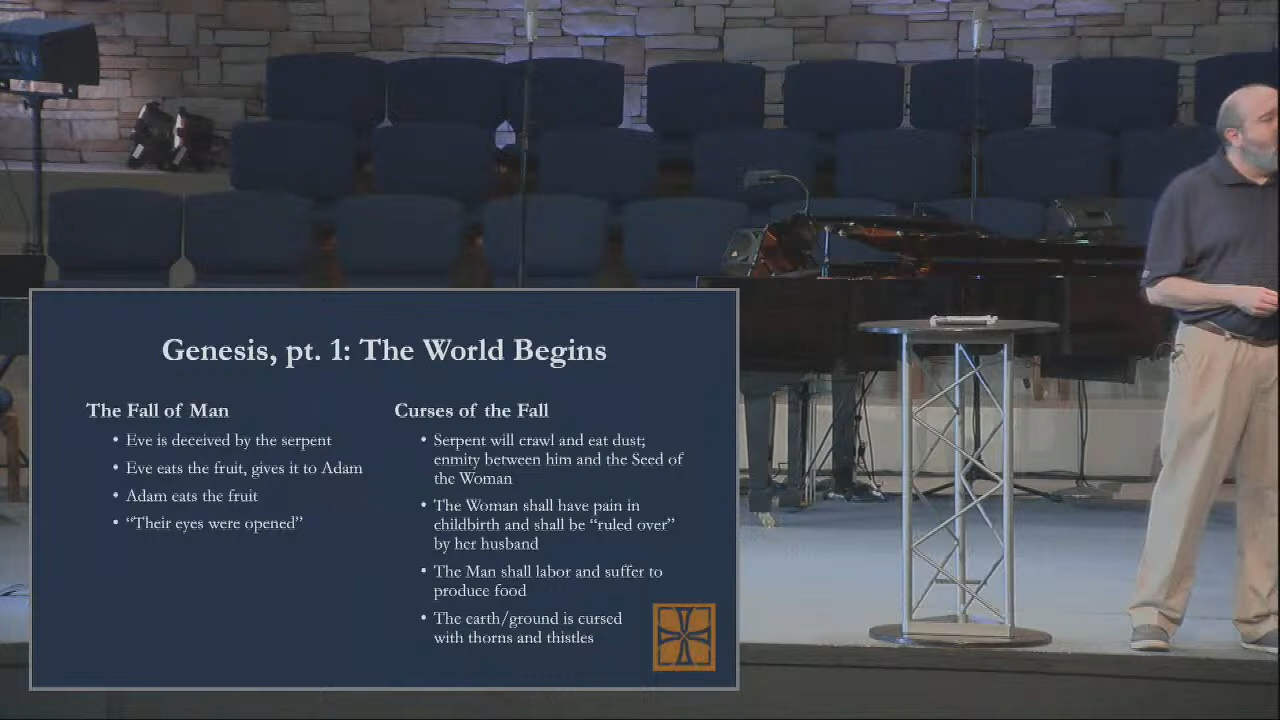 Genesis, pt. 1: The World Begins
The Fall of Man
• Eve is deceived by the serpent
• Eve eats the fruit, gives it to Adam
• Adam eats the fruit
• “Their eyes were opened”
Curses of the Fall
• Serpent will crawl and eat dust;
enmity between him and the Seed of
the Woman
• The Woman shall have pain in
childbirth and shall be “ruled over”
by her husband
• The Man shall labor and suffer to
produce food
• The earth/ground is cursed
with thorns and thistles